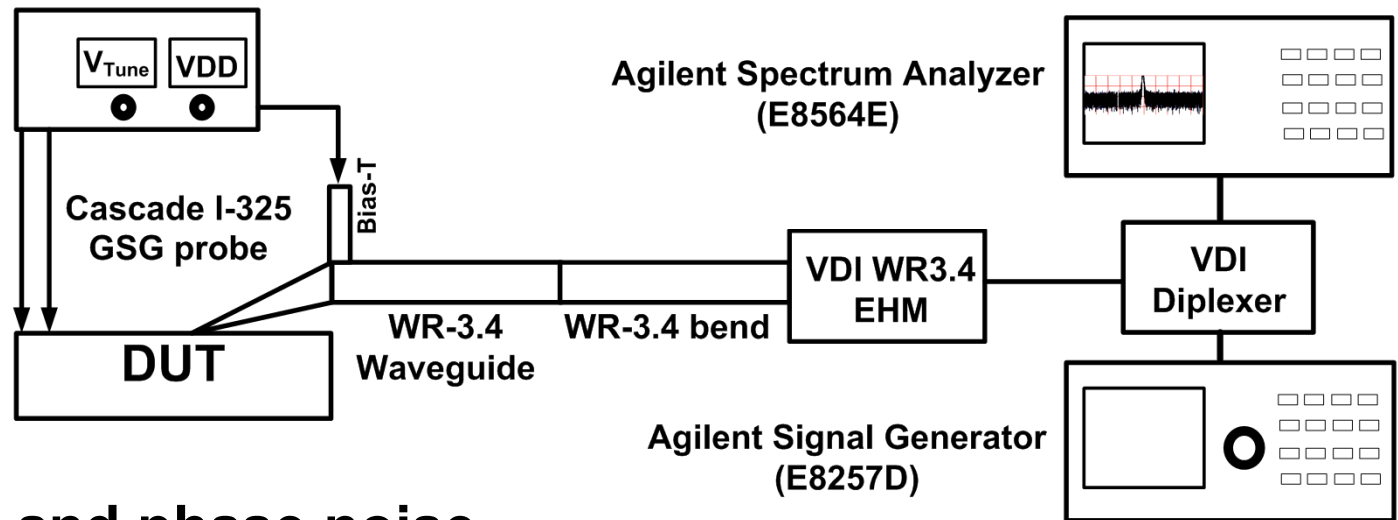 V_Tune
VDD
Agilent Spectrum Analyzer
(E8564E)
Bias-T
Cascade I-325
GSG probe
VDI WR3.4
EHM
VDI
Diplexer
WR-3.4
Waveguide
WR-3.4 bend
DUT
Agilent Signal Generator
(E8257D)
and phase noise